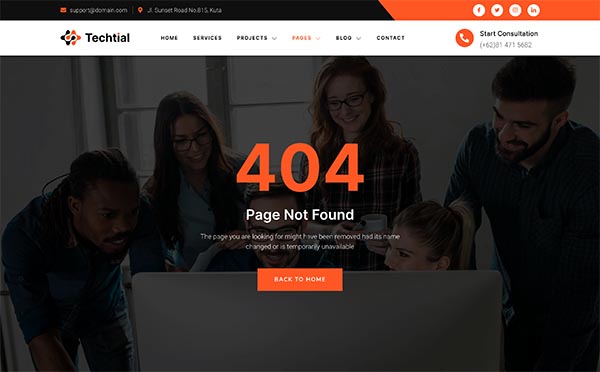 support@domain.com Jl. Sunset Road No.815, Kuta
Techtial HOME SERVICES PROJECTS PAGES BLOG CONTACT Start Consultation
(+62)81 471 5682
404
Page Not Found
The page you are looking for might have been removed had its name
changed or is temporarily unavailable
BACK TO HOME